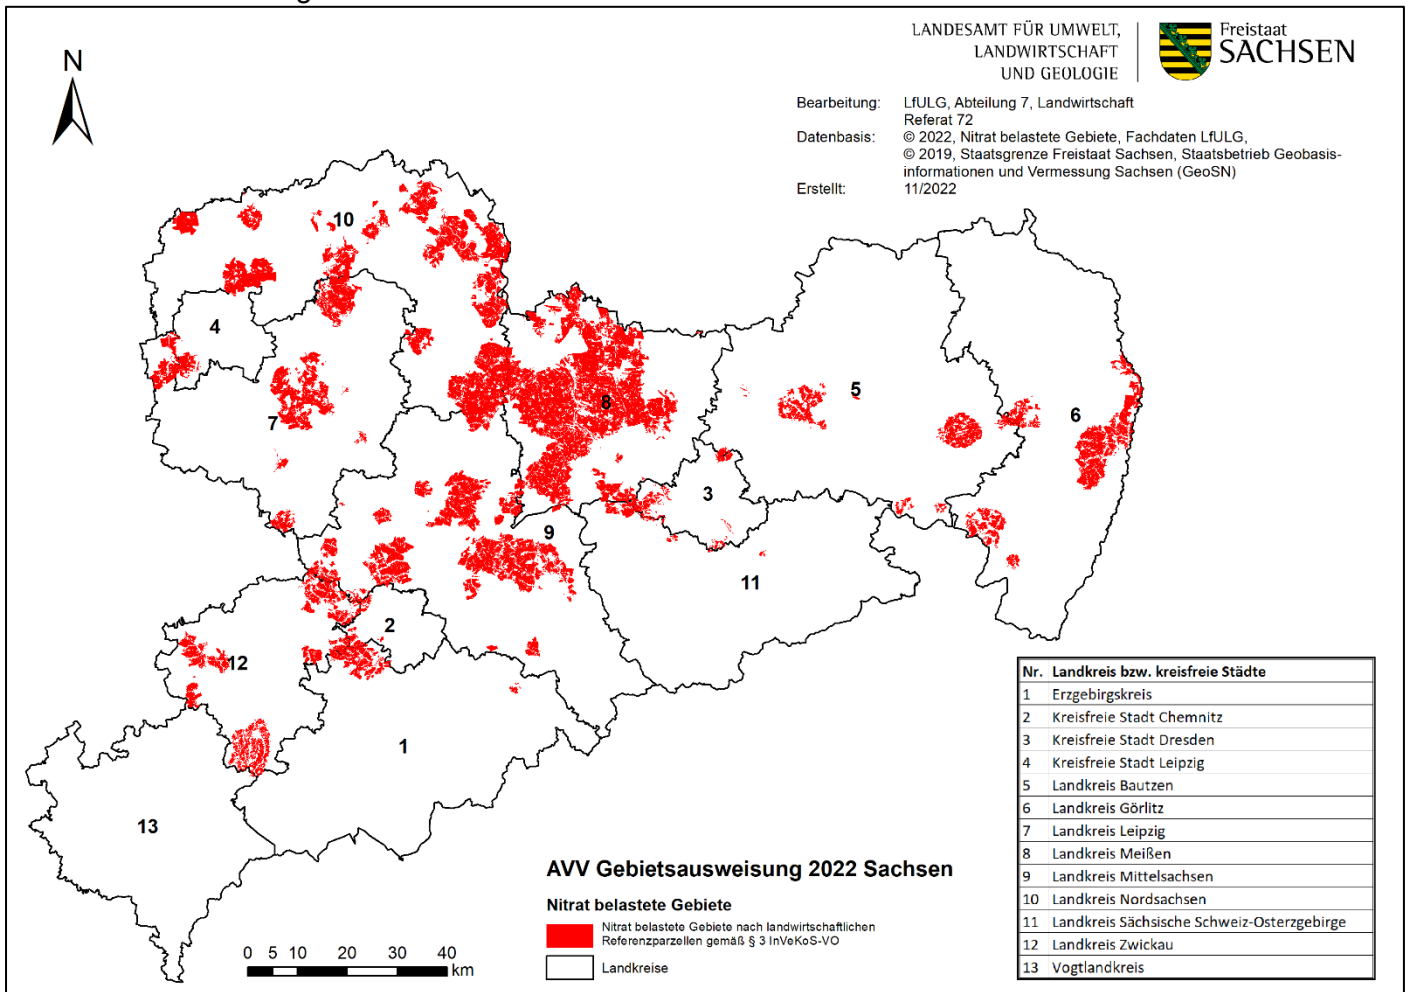 LANDESAMT FÜR UMWELT,
LANDWIRTSCHAFT
UND GEOLOGIE
Freistaat
SACHSEN
Bearbeitung: LfULG, Abteilung 7, Landwirtschaft
Referat 72
Datenbasis: © 2022, Nitrat belastete Gebiete, Fachdaten LfULG,
© 2019, Staatsgrenze Freistaat Sachsen, Staatsbetrieb Geobasis-
informationen und Vermessung Sachsen (GeoSN)
Erstellt: 11/2022
N
10
4
5
8
6
7
3
9
11
2
12
1
13
Nr. Landkreis bzw. kreisfreie Städte
1 Erzgebirgskreis
2 Kreisfreie Stadt Chemnitz
3 Kreisfreie Stadt Dresden
4 Kreisfreie Stadt Leipzig
5 Landkreis Bautzen
6 Landkreis Görlitz
7 Landkreis Leipzig
8 Landkreis Meißen
9 Landkreis Mittelsachsen
10 Landkreis Nordsachsen
11 Landkreis Sächsische Schweiz-Osterzgebirge
12 Landkreis Zwickau
13 Vogtlandkreis
AVV Gebietsausweisung 2022 Sachsen
Nitrat belastete Gebiete
Nitrat belastete Gebiete nach landwirtschaftlichen
Referenzparzellen gemäß § 3 InVeKoS-VO
Landkreise
0 5 10 20 30 40
km